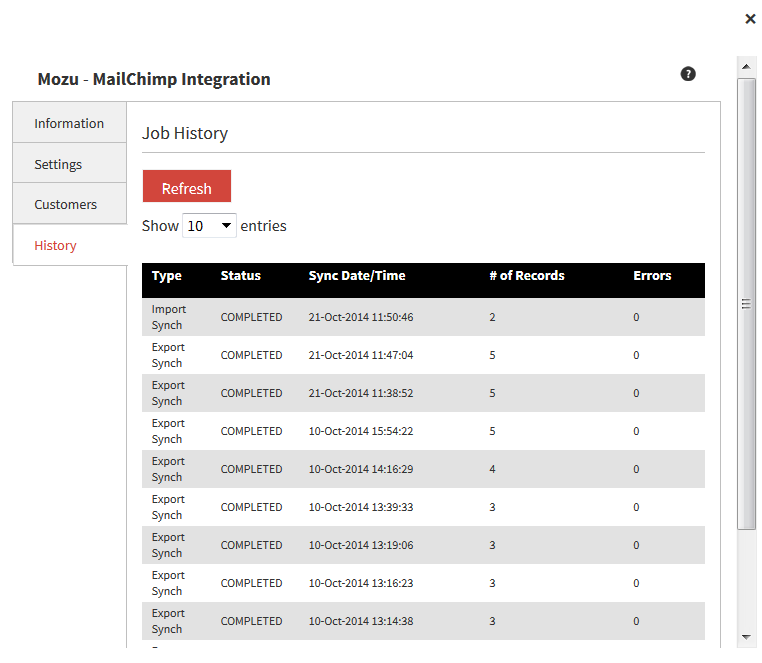 ×
Mozu - MailChimp Integration
?
Information
Settings
Customers
History
Job History
Refresh
Show 10 entries
Type Status Sync Date/Time # of Records Errors
Import Synch COMPLETED 21-Oct-2014 11:50:46 2 0
Export Synch COMPLETED 21-Oct-2014 11:47:04 5 0
Export Synch COMPLETED 21-Oct-2014 11:38:52 5 0
Export Synch COMPLETED 10-Oct-2014 15:54:22 5 0
Export Synch COMPLETED 10-Oct-2014 14:16:29 4 0
Export Synch COMPLETED 10-Oct-2014 13:39:33 3 0
Export Synch COMPLETED 10-Oct-2014 13:19:06 3 0
Export Synch COMPLETED 10-Oct-2014 13:16:23 3 0
Export Synch COMPLETED 10-Oct-2014 13:14:38 3 0